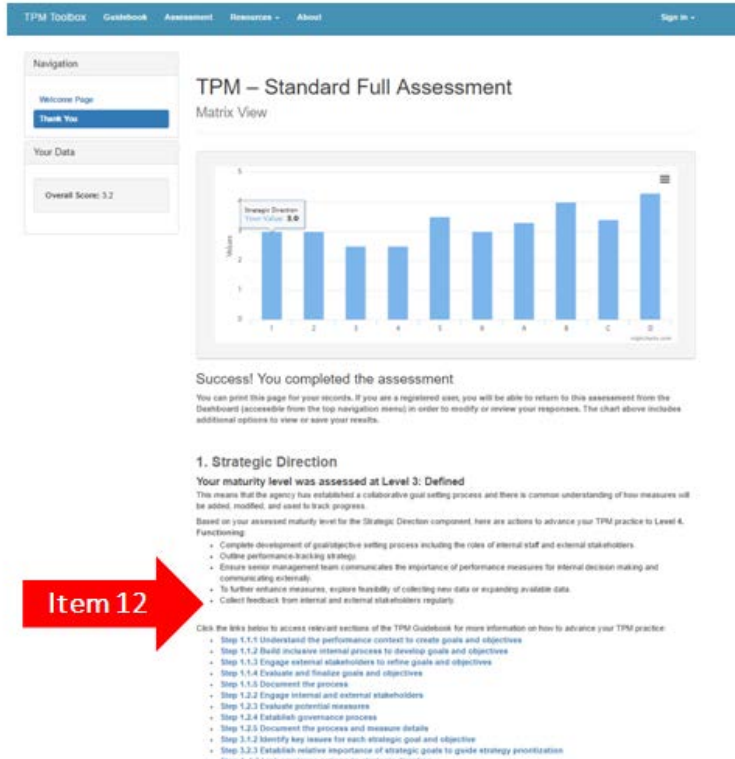 TPM Toolbox Guidebook Assessment Resources About Sign in
Navigation
Welcome Page
Thank You
Your Data
Overall Score: 3.2
TPM – Standard Full Assessment
Matrix View
5
4
3
2
1
0
Values
Strategic Direction
Your Value: 3.0
1 2 3 4 5 6 A B C D
highcharts.com
Success! You completed the assessment
You can print this page for your records. If you are a registered user, you will be able to return to this assessment from the
Dashboard (accessible from the top navigation menu) in order to modify or review your responses. The chart above includes
additional options to view or save your results.
1. Strategic Direction
Your maturity level was assessed at Level 3: Defined
This means that the agency has established a collaborative goal setting process and there is common understanding of how measures will
be added, modified, and used to track progress.
Based on your assessed maturity level for the Strategic Direction component, here are actions to advance your TPM practice to Level 4.
Functioning:
• Complete development of goal/objective setting process including the roles of internal staff and external stakeholders.
• Outline performance-tracking strategy.
• Ensure senior management team communicates the importance of performance measures for internal decision making and
communicating externally.
• To further enhance measures, explore feasibility of collecting new data or expanding available data.
• Collect feedback from internal and external stakeholders regularly.
Item 12
Click the links below to access relevant sections of the TPM Guidebook for more information on how to advance your TPM practice:
• Step 1.1.1 Understand the performance context to create goals and objectives
• Step 1.1.2 Build inclusive internal process to develop goals and objectives
• Step 1.1.3 Engage external stakeholders to refine goals and objectives
• Step 1.1.4 Evaluate and finalize goals and objectives
• Step 1.1.5 Document the process
• Step 1.2.2 Engage internal and external stakeholders
• Step 1.2.3 Evaluate potential measures
• Step 1.2.4 Establish governance process
• Step 1.2.5 Document the process and measure details
• Step 3.1.2 Identify key issues for each strategic goal and objective
• Step 3.2.3 Establish relative importance of strategic goals to guide strategy prioritization